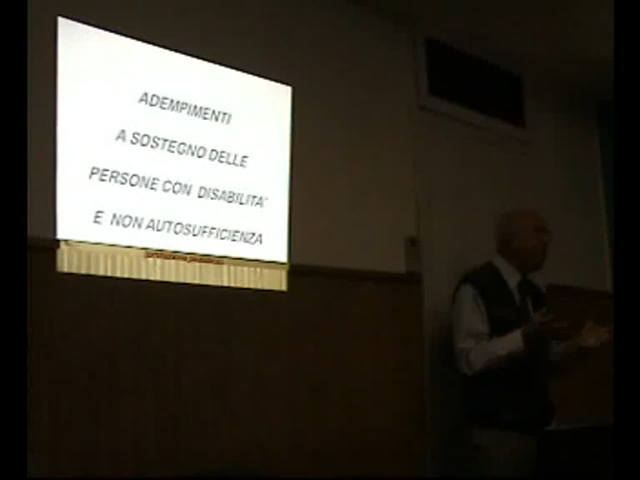 ADEMPIMENTI
A SOSTEGNO DELLE
PERSONE CON DISABILITA'
E NON AUTOSUFFICIENZA